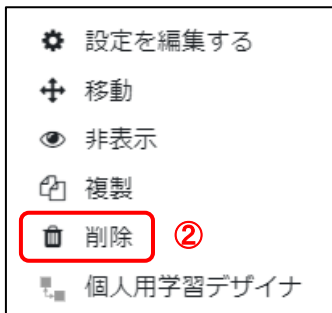 設定を編集する
移動
非表示
複製
削除 ②
個人用学習デザイナ